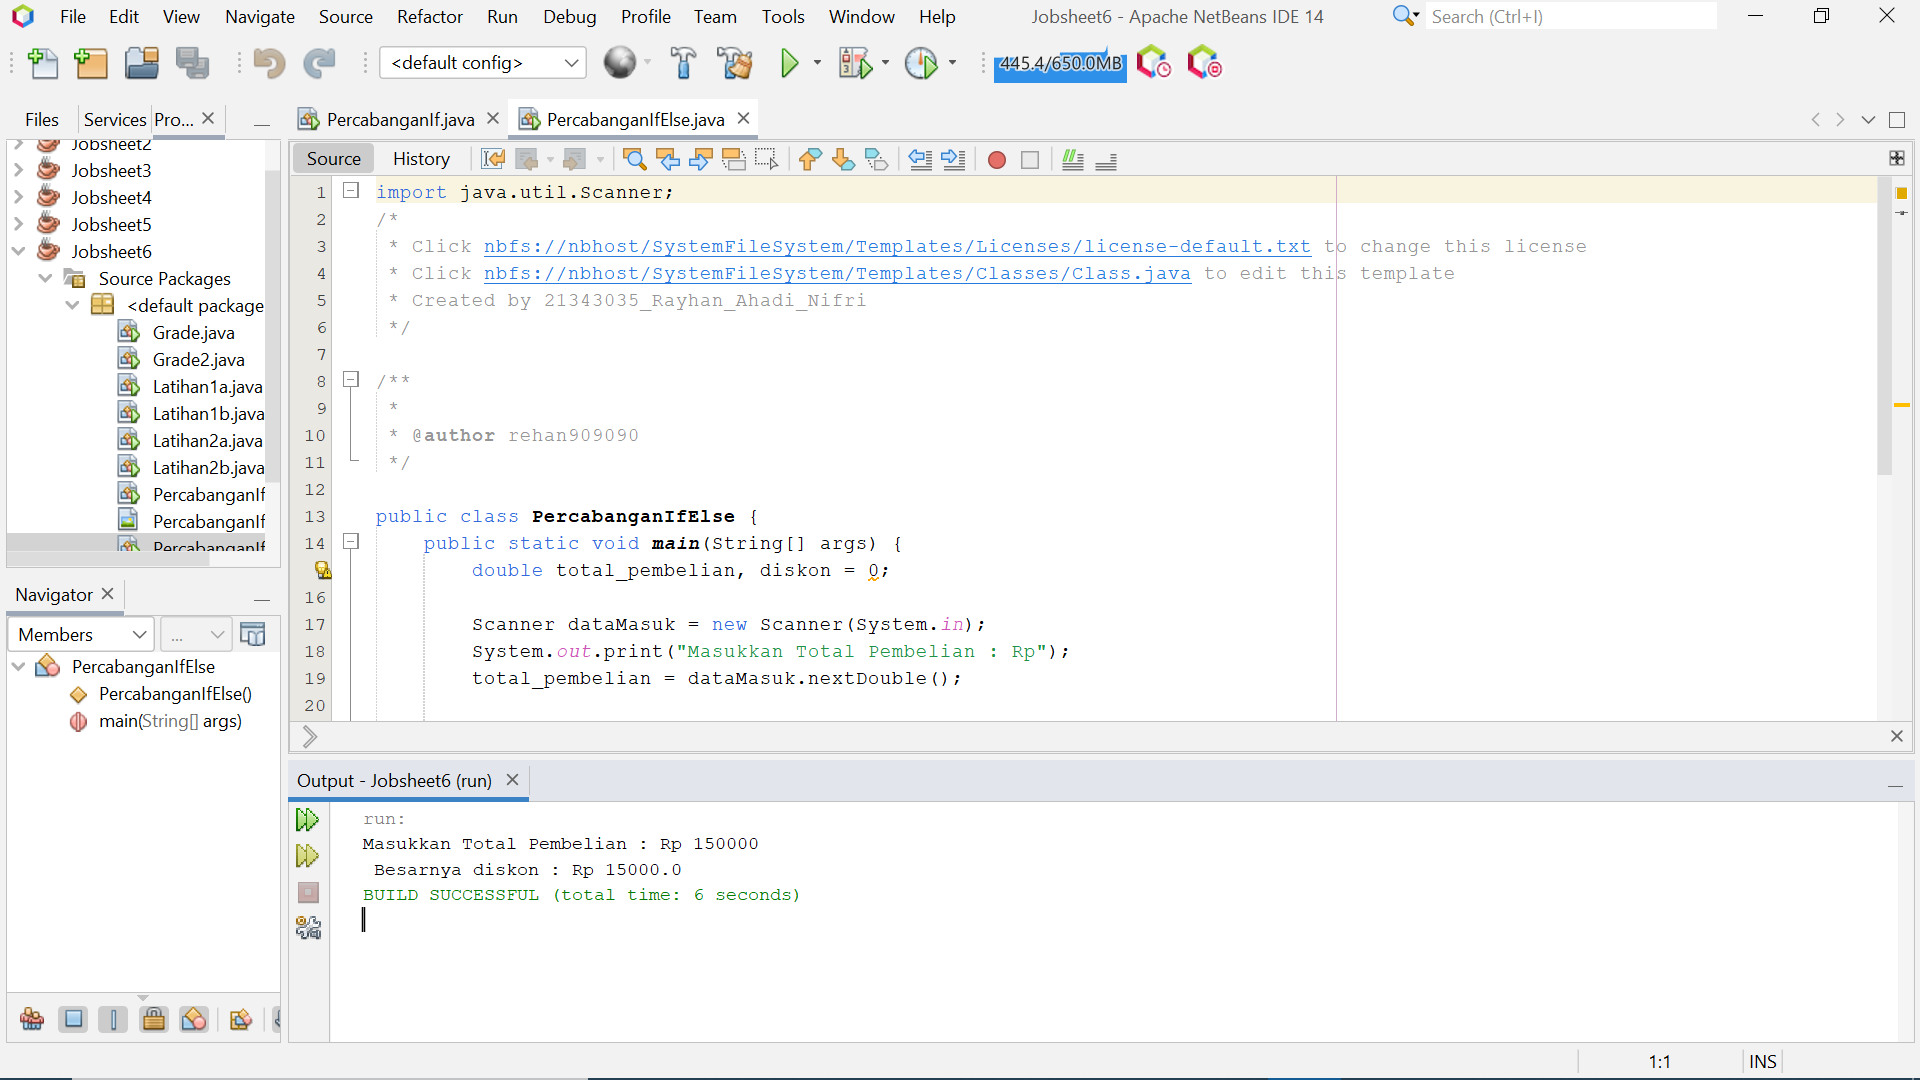 File Edit View Navigate Source Refactor Run Debug Profile Team Tools Window Help Jobsheet6 - Apache NetBeans IDE 14 Search (Ctrl+I)
<default config> 445.4/650.0MB
Files Services Pro... PercabanganIf.java PercabanganIfElse.java
Source History
Jobsheet2
Jobsheet3
Jobsheet4
Jobsheet5
Jobsheet6
Source Packages
<default package
Grade.java
Grade2.java
Latihan1a.java
Latihan1b.java
Latihan2a.java
Latihan2b.java
PercabanganIf
PercabanganIf
PercabanganIf
1 import java.util.Scanner;
2 /*
3 * Click nbfs://nbhost/SystemFileSystem/Templates/Licenses/license-default.txt to change this license
4 * Click nbfs://nbhost/SystemFileSystem/Templates/Classes/Class.java to edit this template
5 * Created by 21343035_Rayhan_Ahadi_Nifri
6 */
7
8 /**
9 *
10 * @author rehan909090
11 */
12
13 public class PercabanganIfElse {
14 public static void main(String[] args) {
double total_pembelian, diskon = 0;
16
17 Scanner dataMasuk = new Scanner(System.in);
18 System.out.print("Masukkan Total Pembelian : Rp");
19 total_pembelian = dataMasuk.nextDouble();
20
Navigator
Members ...
PercabanganIfElse
PercabanganIfElse()
main(String[] args)
Output - Jobsheet6 (run)
run:
Masukkan Total Pembelian : Rp 150000
Besarnya diskon : Rp 15000.0
BUILD SUCCESSFUL (total time: 6 seconds)
1:1 INS